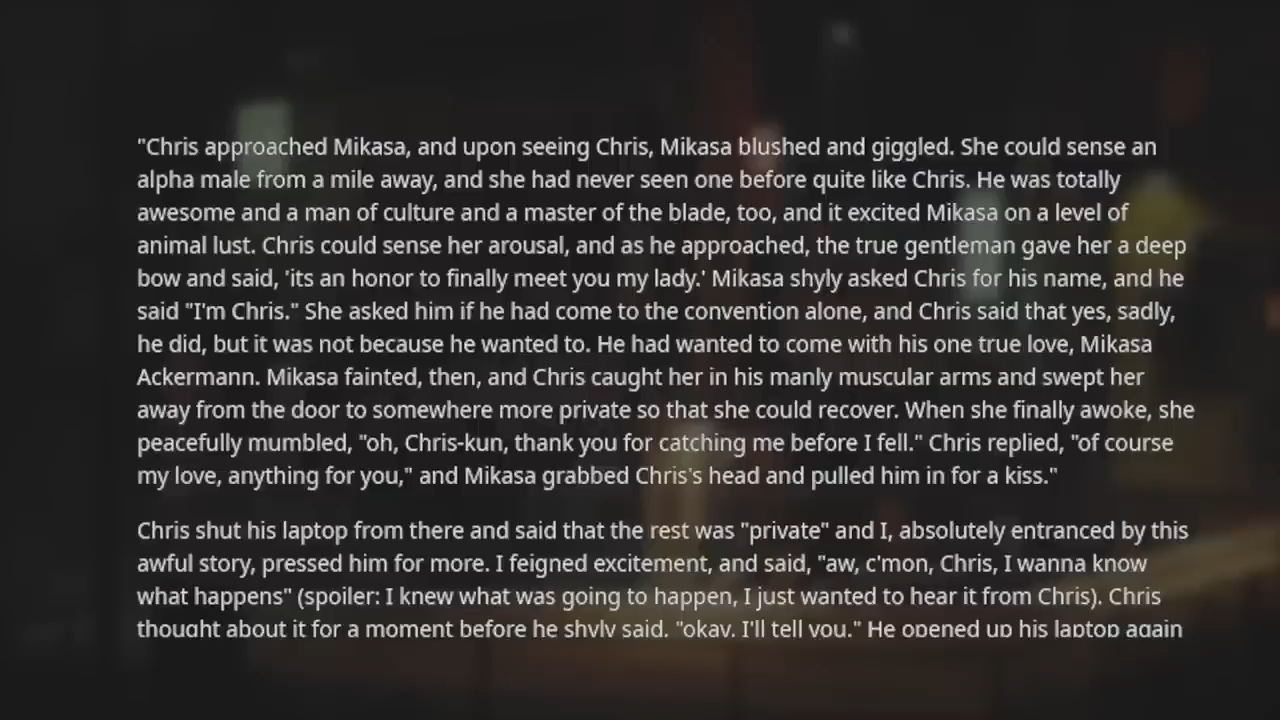 "Chris approached Mikasa, and upon seeing Chris, Mikasa blushed and giggled. She could sense an
alpha male from a mile away, and she had never seen one before quite like Chris. He was totally
awesome and a man of culture and a master of the blade, too, and it excited Mikasa on a level of
animal lust. Chris could sense her arousal, and as he approached, the true gentleman gave her a deep
bow and said, 'its an honor to finally meet you my lady.' Mikasa shyly asked Chris for his name, and he
said "I'm Chris." She asked him if he had come to the convention alone, and Chris said that yes, sadly,
he did, but it was not because he wanted to. He had wanted to come with his one true love, Mikasa
Ackermann. Mikasa fainted, then, and Chris caught her in his manly muscular arms and swept her
away from the door to somewhere more private so that she could recover. When she finally awoke, she
peacefully mumbled, "oh, Chris-kun, thank you for catching me before I fell." Chris replied, "of course
my love, anything for you," and Mikasa grabbed Chris's head and pulled him in for a kiss."
Chris shut his laptop from there and said that the rest was "private" and I, absolutely entranced by this
awful story, pressed him for more. I feigned excitement, and said, "aw, c'mon, Chris, I wanna know
what happens" (spoiler: I knew what was going to happen, I just wanted to hear it from Chris). Chris
thought about it for a moment before he shyly said. "okay. I'll tell you." He opened up his laptop again